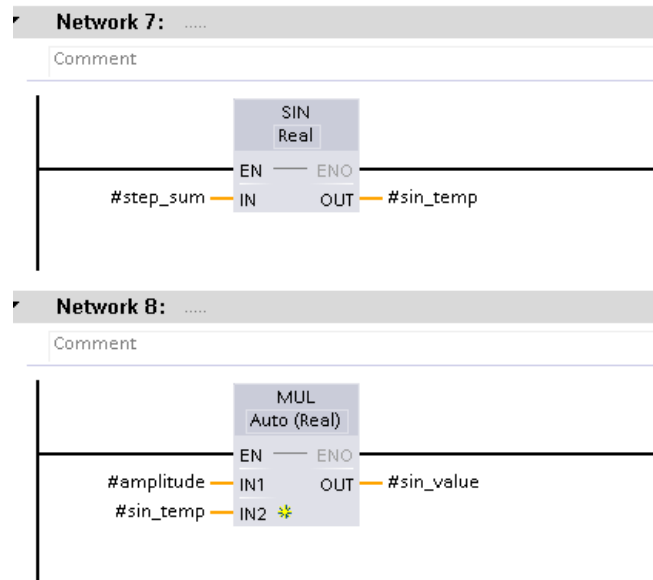 Network 7: .....
Comment
SIN
Real
EN ENO
#step_sum IN OUT #sin_temp
Network 8: .....
Comment
MUL
Auto (Real)
EN ENO
#amplitude IN1 OUT #sin_value
#sin_temp IN2